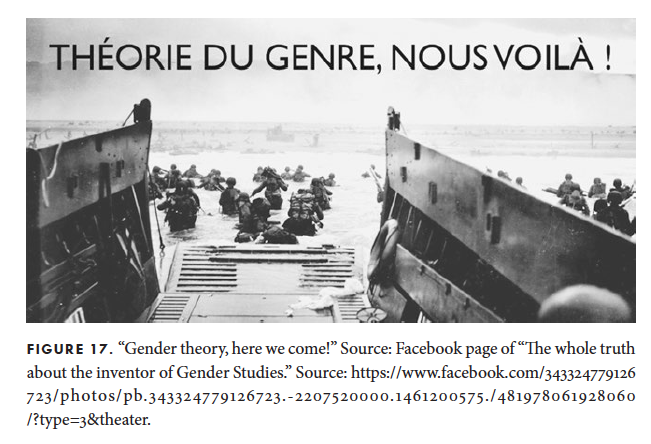 THÉORIE DU GENRE, NOUS VOILÀ !
FIGURE 17. “Gender theory, here we come!” Source: Facebook page of “The whole truth
about the inventor of Gender Studies.” Source: https://www.facebook.com/343324779126
723/photos/pb.343324779126723.-2207520000.1461200575./481978061928060
/?type=3&theater.